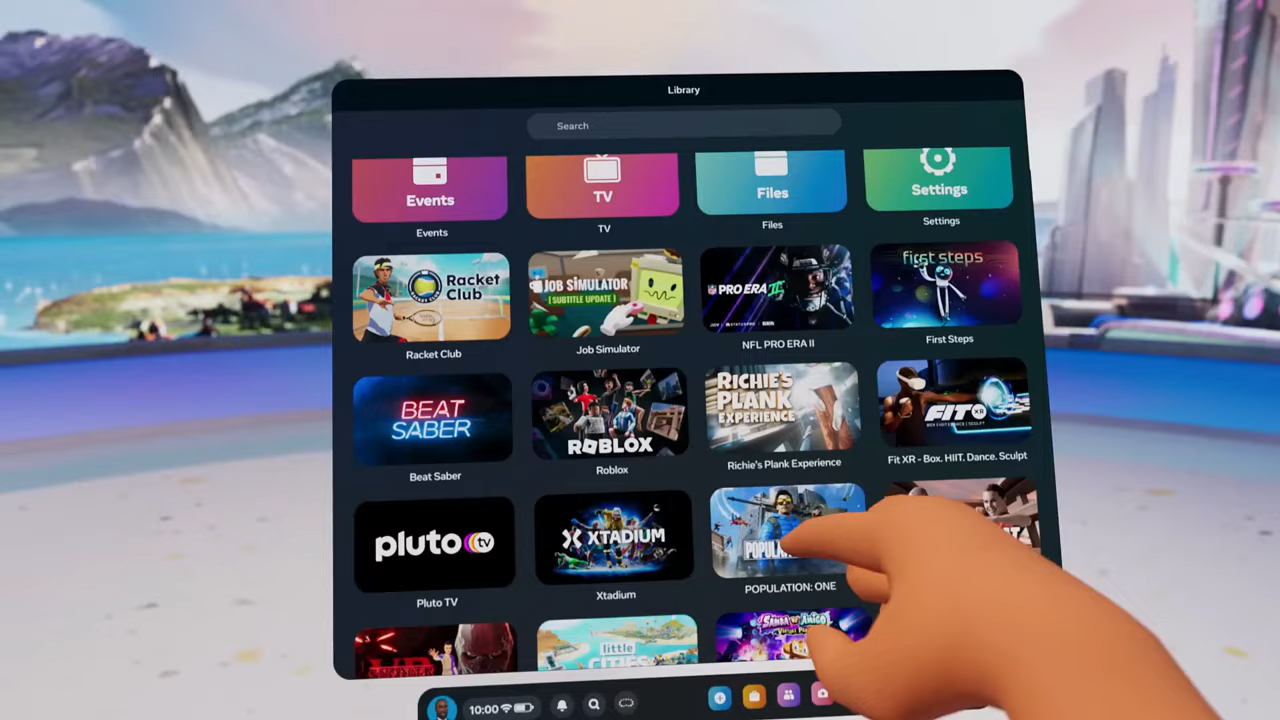 Library
Search
Events
TV
Files
Settings
Events
TV
Files
Settings
Racket
Club
JOB SIMULATOR
[SUBTITLE UPDATE]
PRO ERA II
first steps
Racket Club
Job Simulator
NFL PRO ERA II
First Steps
BEAT
SABER
ROBLOX
RICHIE'S
PLANK
EXPERIENCE
FIT XR
Beat Saber
Roblox
Richie's Plank Experience
Fit XR - Box. HIIT. Dance. Sculpt
pluto tv
XTADIUM
Pluto TV
Xtadium
POPULATION: ONE
little
CITIES
SAMBA DE AMIGO
10:00